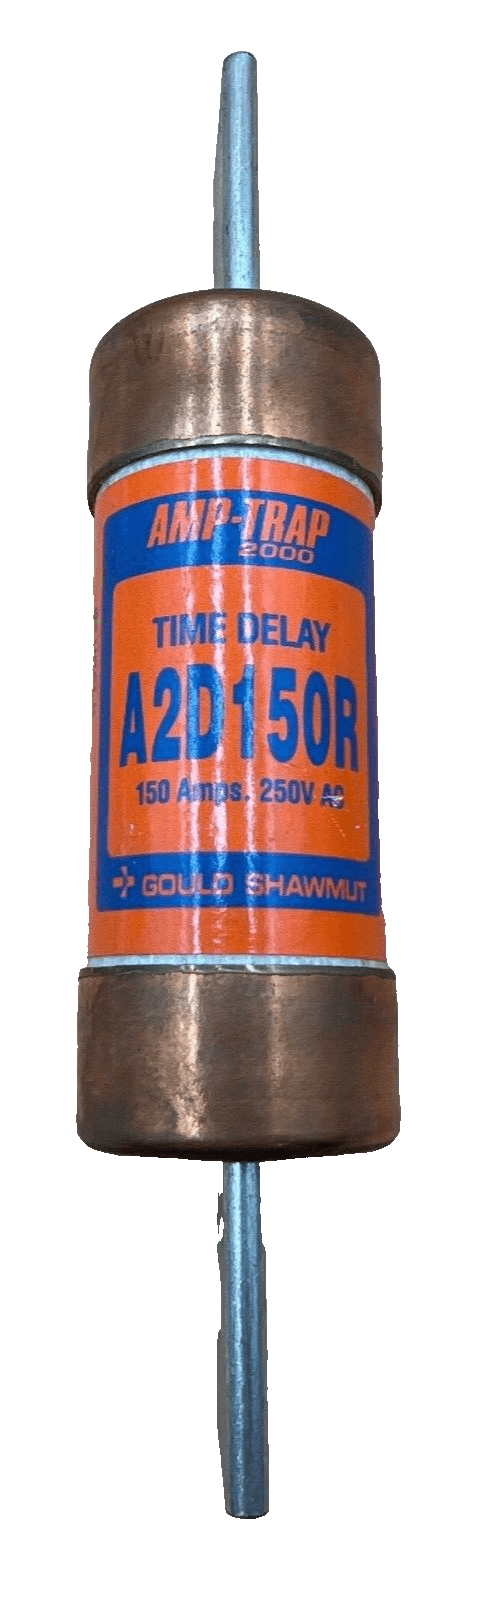 AMP-TRAP
2000
TIME DELAY
A2D150R
150 Amps. 250V AC
GOULD SHAWMUT